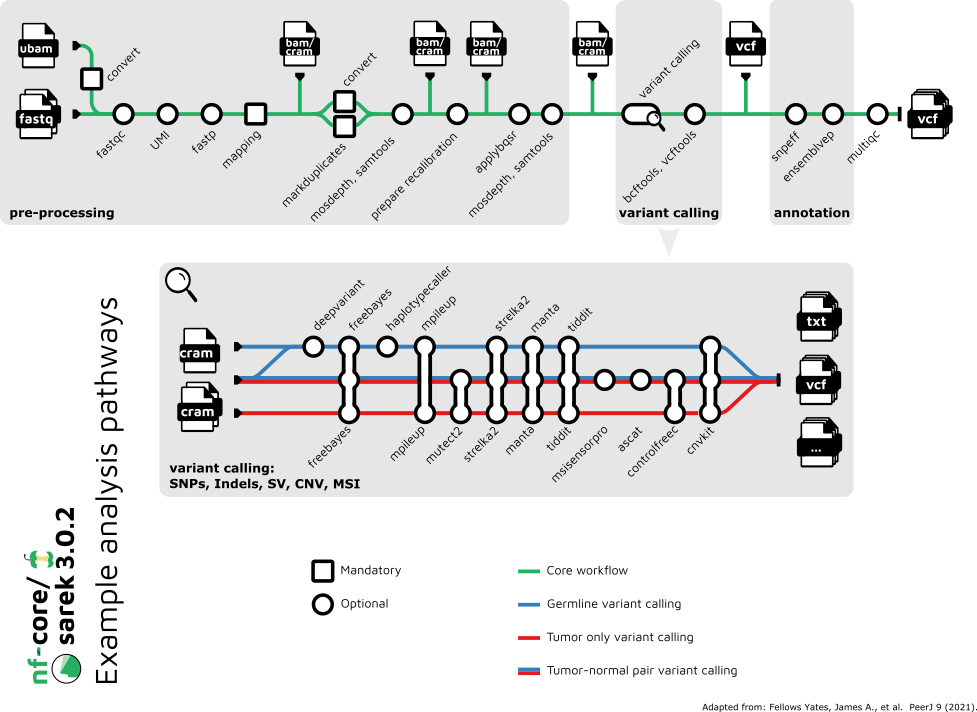 ubam
convert
fastq
fastqc
UMI
fastp
mapping
bam/
cram
convert
markduplicates
mosdepth, samtools
bam/
cram
prepare recalibration
bam/
cram
applybqsr
mosdepth, samtools
bam/
cram
variant calling
bcftools, vcftools
vcf
snpeff
ensemblvep
multiqc
vcf
pre-processing
variant calling
annotation
cram
cram
deepvariant
freebayes
haplotypecaller
mpileup
strelka2
manta
tiddit
freebayes
mpileup
mutect2
strelka2
manta
tiddit
msisensorpro
ascat
controlfreec
cnvkit
txt
vcf
...
variant calling:
SNPs, Indels, SV, CNV, MSI
nf-core/
sarek 3.0.2
Example analysis pathways
Mandatory
Optional
Core workflow
Germline variant calling
Tumor only variant calling
Tumor-normal pair variant calling
Adapted from: Fellows Yates, James A., et al. PeerJ 9 (2021).